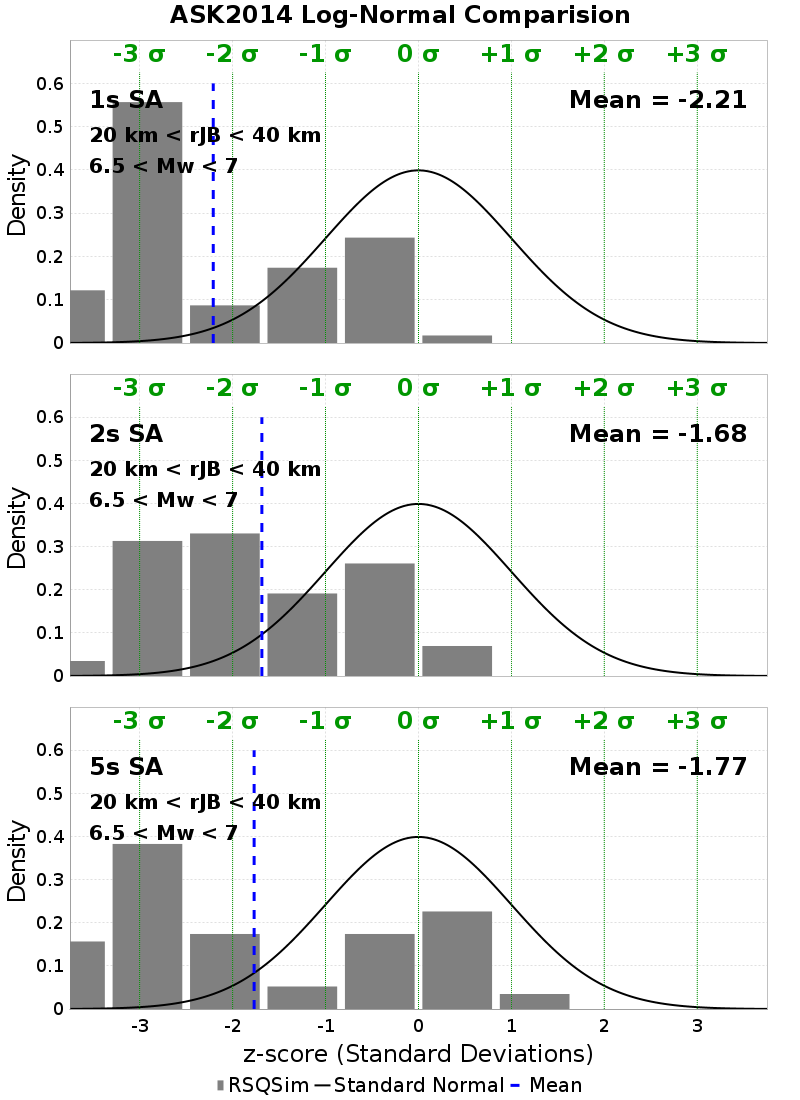 ASK2014 Log-Normal Comparision
-3 σ -2 σ -1 σ 0 σ +1 σ +2 σ +3 σ
0.6
1s SA Mean = -2.21
0.5
20 km < rJB < 40 km
6.5 < Mw < 7
0.4
Density
0.3
0.2
0.1
0
-3 σ -2 σ -1 σ 0 σ +1 σ +2 σ +3 σ
0.6
2s SA Mean = -1.68
0.5
20 km < rJB < 40 km
6.5 < Mw < 7
0.4
Density
0.3
0.2
0.1
0
-3 σ -2 σ -1 σ 0 σ +1 σ +2 σ +3 σ
0.6
5s SA Mean = -1.77
0.5
20 km < rJB < 40 km
6.5 < Mw < 7
0.4
Density
0.3
0.2
0.1
0
-3 -2 -1 0 1 2 3
z-score (Standard Deviations)
RSQSim Standard Normal Mean